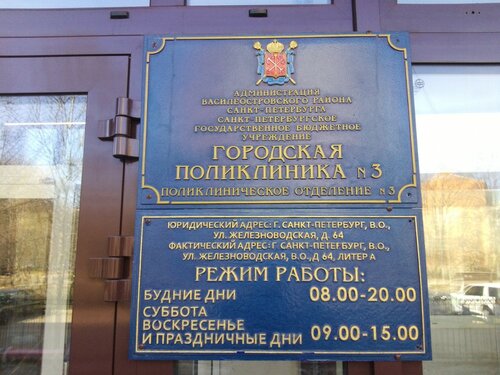 АДМИНИСТРАЦИЯ
ВАСИЛЕОСТРОВСКОГО РАЙОНА
САНКТ-ПЕТЕРБУРГА
САНКТ-ПЕТЕРБУРГСКОЕ
ГОСУДАРСТВЕННОЕ БЮДЖЕТНОЕ
УЧРЕЖДЕНИЕ
ГОРОДСКАЯ
ПОЛИКЛИНИКА N 3
ПОЛИКЛИНИЧЕСКОЕ ОТДЕЛЕНИЕ N 3
ЮРИДИЧЕСКИЙ АДРЕС: Г. САНКТ-ПЕТЕРБУРГ, В.О.,
УЛ. ЖЕЛЕЗНОВОДСКАЯ, Д. 64
ФАКТИЧЕСКИЙ АДРЕС: Г САНКТ-ПЕТЕРБУРГ, В.О.,
УЛ. ЖЕЛЕЗНОВОДСКАЯ, В.О., Д 64, ЛИТЕР А
РЕЖИМ РАБОТЫ:
БУДНИЕ ДНИ 08.00-20.00
СУББОТА
ВОСКРЕСЕНЬЕ
И ПРАЗДНИЧНЫЕ ДНИ 09.00-15.00